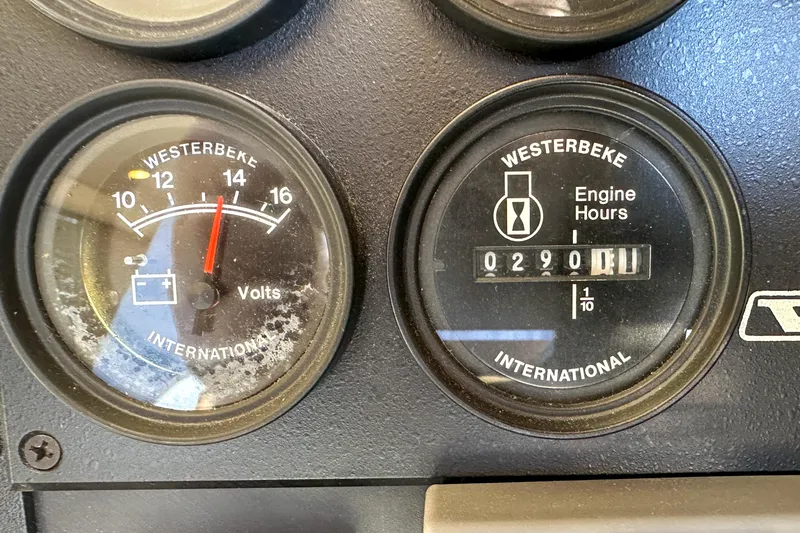 WESTERBEKE
10 12 14 16
- +
Volts
INTERNATIONAL
WESTERBEKE
Engine
Hours
0290
1/10
INTERNATIONAL